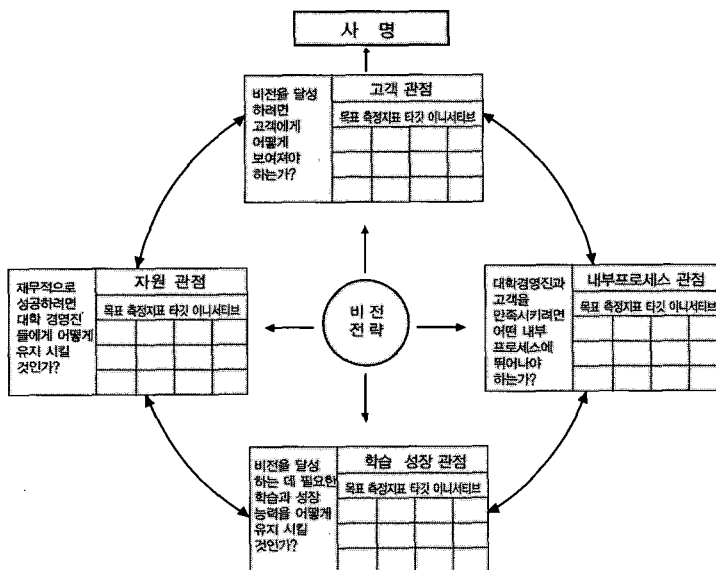 사 명
비전을 달성
하려면
고객에게
어떻게
보여져야
하는가?
고객 관점
목표 측정지표 타깃 이니서티브
재무적으로
성공하려면
대학 경영진
들에게 어떻게
유지 시킬
것인가?
자원 관점
목표 측정지표 타깃 이니서티브
비 전
전 략
대학경영진과
고객을
만족시키려면
어떤 내부
프로세스에
뛰어나야
하는가?
내부프로세스 관점
목표 측정지표 타깃 이니서티브
비전을 달성
하는 데 필요한
학습과 성장
능력을 어떻게
유지 시킬
것인가?
학습 성장 관점
목표 측정지표 타깃 이니서티브